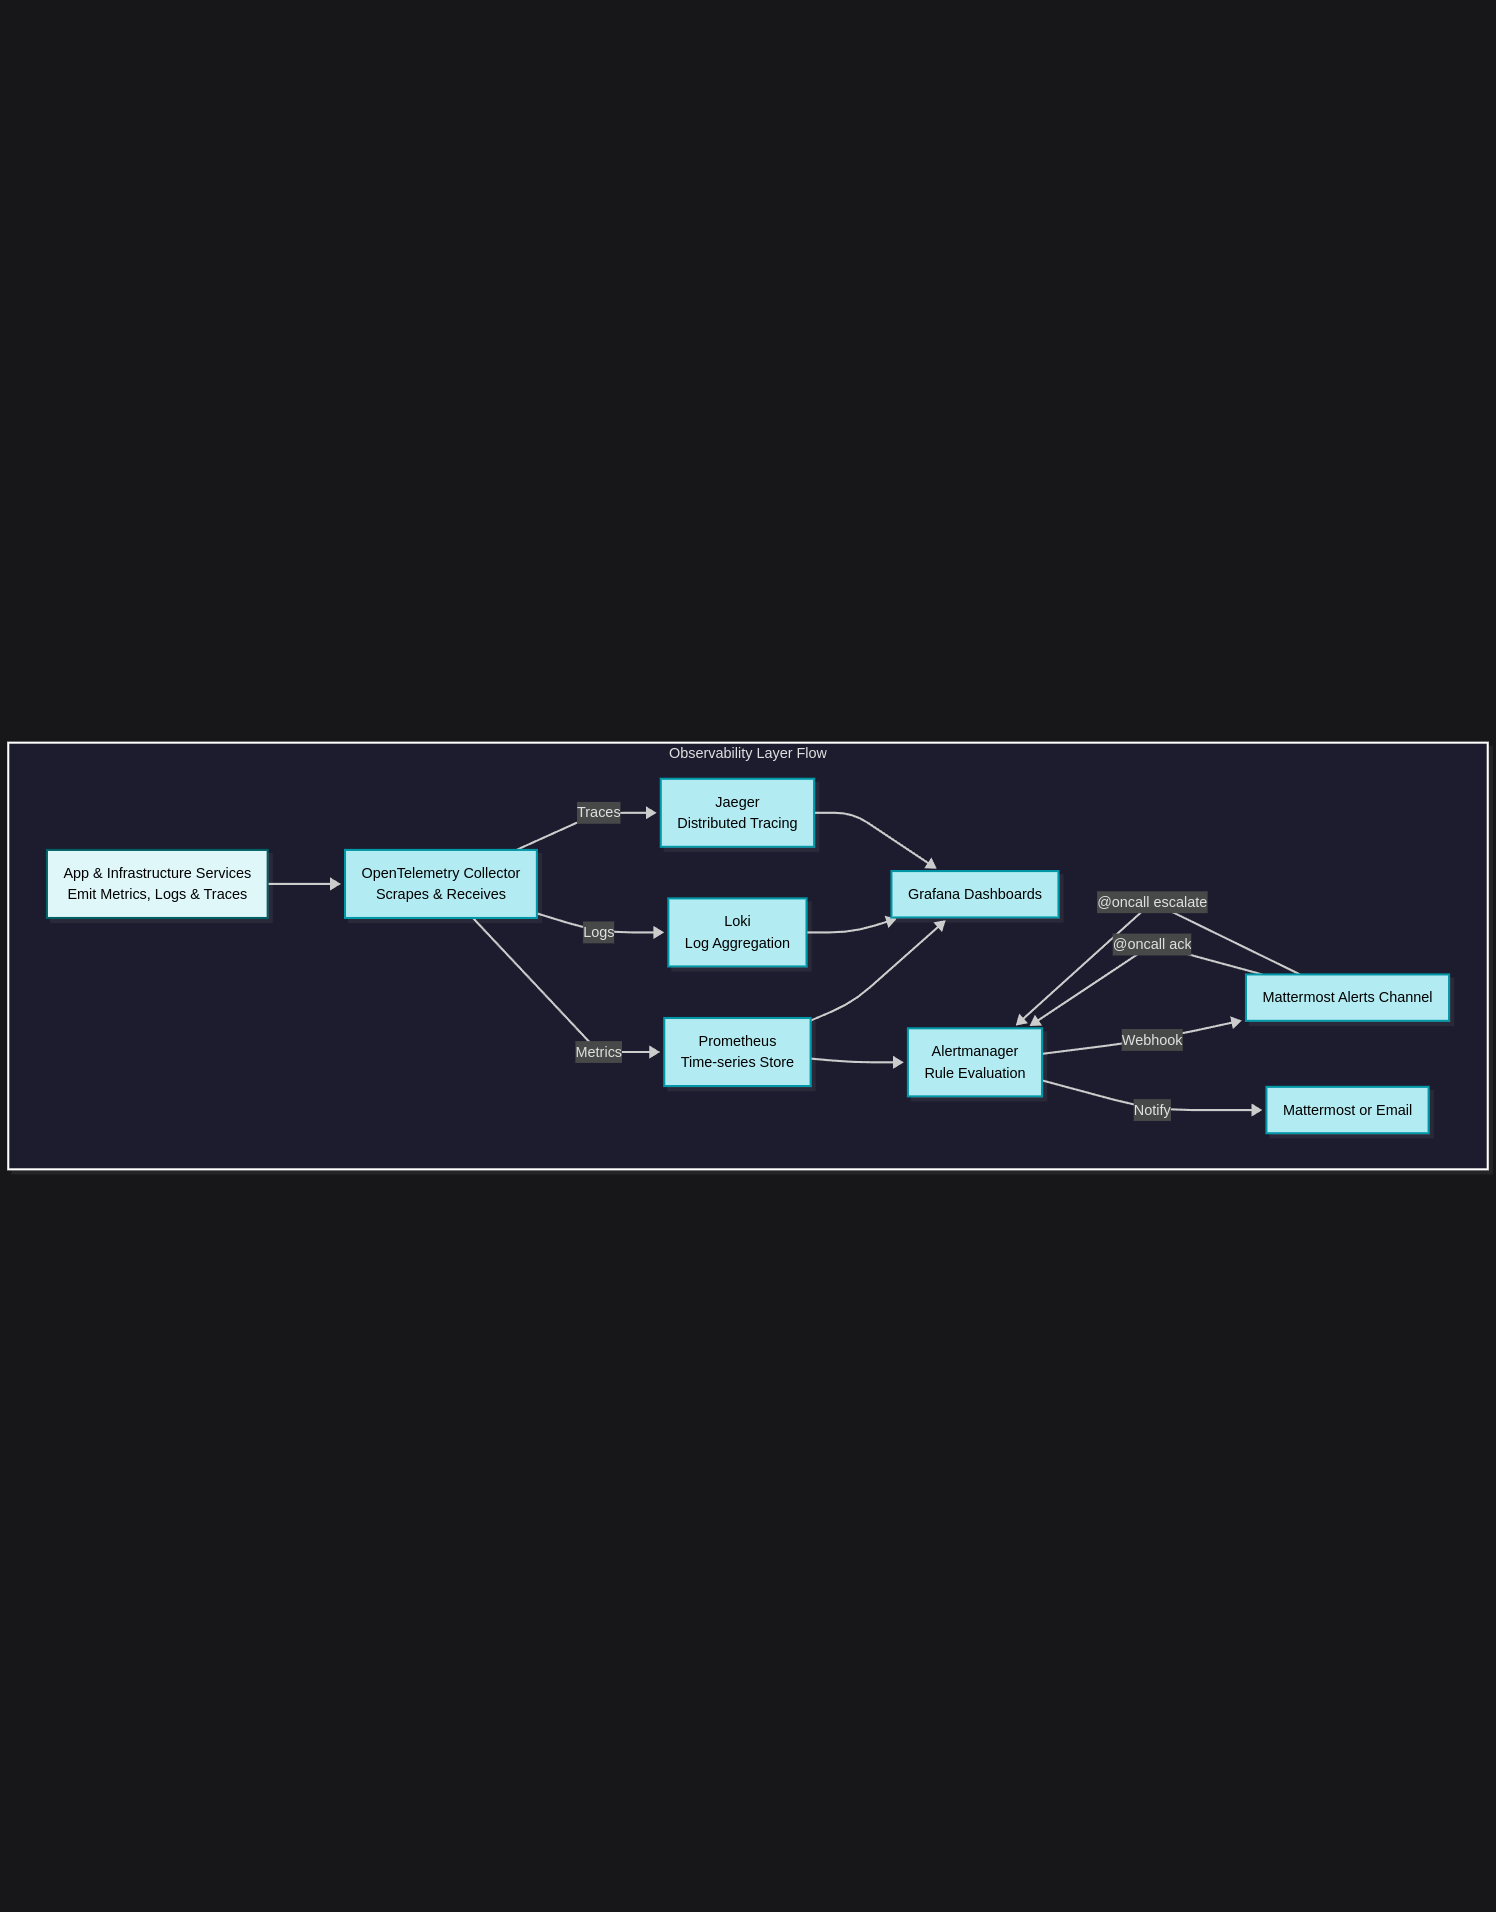 Observability Layer Flow
App & Infrastructure Services
Emit Metrics, Logs & Traces
OpenTelemetry Collector
Scrapes & Receives
Traces
Logs
Metrics
Jaeger
Distributed Tracing
Loki
Log Aggregation
Prometheus
Time-series Store
Grafana Dashboards
Alertmanager
Rule Evaluation
@oncall escalate
@oncall ack
Webhook
Notify
Mattermost Alerts Channel
Mattermost or Email